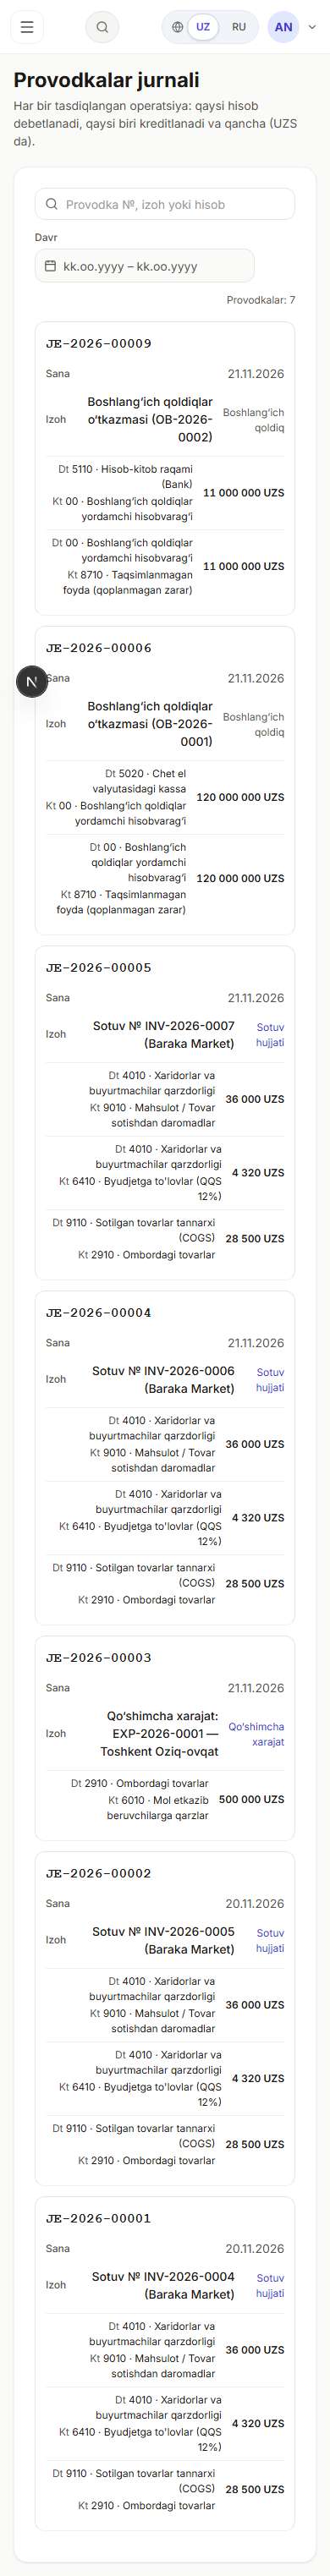 UZ RU AN
Provodkalar jurnali
Har bir tasdiqlangan operatsiya: qaysi hisob
debetlanadi, qaysi biri kreditlanadi va qancha (UZS
da).
Provodka №, izoh yoki hisob
Davr
kk.oo.yyyy – kk.oo.yyyy
Provodkalar: 7
JE-2026-00009
Sana 21.11.2026
Izoh Boshlang‘ich qoldiqlar o‘tkazmasi (OB-2026-0002) Boshlang‘ich qoldiq
Dt 5110 · Hisob-kitob raqami
(Bank)
Kt 00 · Boshlang‘ich qoldiqlar
yordamchi hisobvarag‘i
11 000 000 UZS
Dt 00 · Boshlang‘ich qoldiqlar
yordamchi hisobvarag‘i
Kt 8710 · Taqsimlanmagan
foyda (qoplanmagan zarar)
11 000 000 UZS
JE-2026-00006
N
Sana 21.11.2026
Izoh Boshlang‘ich qoldiqlar o‘tkazmasi (OB-2026-0001) Boshlang‘ich qoldiq
Dt 5020 · Chet el
valyutasidagi kassa
Kt 00 · Boshlang‘ich qoldiqlar
yordamchi hisobvarag‘i
120 000 000 UZS
Dt 00 · Boshlang‘ich
qoldiqlar yordamchi
hisobvarag‘i
Kt 8710 · Taqsimlanmagan
foyda (qoplanmagan zarar)
120 000 000 UZS
JE-2026-00005
Sana 21.11.2026
Izoh Sotuv № INV-2026-0007 (Baraka Market) Sotuv hujjati
Dt 4010 · Xaridorlar va
buyurtmachilar qarzdorligi
Kt 9010 · Mahsulot / Tovar
sotishdan daromadlar
36 000 UZS
Dt 4010 · Xaridorlar va
buyurtmachilar qarzdorligi
Kt 6410 · Byudjetga to'lovlar (QQS
12%)
4 320 UZS
Dt 9110 · Sotilgan tovarlar tannarxi
(COGS)
Kt 2910 · Ombordagi tovarlar
28 500 UZS
JE-2026-00004
Sana 21.11.2026
Izoh Sotuv № INV-2026-0006 (Baraka Market) Sotuv hujjati
Dt 4010 · Xaridorlar va
buyurtmachilar qarzdorligi
Kt 9010 · Mahsulot / Tovar
sotishdan daromadlar
36 000 UZS
Dt 4010 · Xaridorlar va
buyurtmachilar qarzdorligi
Kt 6410 · Byudjetga to'lovlar (QQS
12%)
4 320 UZS
Dt 9110 · Sotilgan tovarlar tannarxi
(COGS)
Kt 2910 · Ombordagi tovarlar
28 500 UZS
JE-2026-00003
Sana 21.11.2026
Izoh Qo‘shimcha xarajat: EXP-2026-0001 — Toshkent Oziq-ovqat Qo‘shimcha xarajat
Dt 2910 · Ombordagi tovarlar
Kt 6010 · Mol etkazib
beruvchilarga qarzlar
500 000 UZS
JE-2026-00002
Sana 20.11.2026
Izoh Sotuv № INV-2026-0005 (Baraka Market) Sotuv hujjati
Dt 4010 · Xaridorlar va
buyurtmachilar qarzdorligi
Kt 9010 · Mahsulot / Tovar
sotishdan daromadlar
36 000 UZS
Dt 4010 · Xaridorlar va
buyurtmachilar qarzdorligi
Kt 6410 · Byudjetga to'lovlar (QQS
12%)
4 320 UZS
Dt 9110 · Sotilgan tovarlar tannarxi
(COGS)
Kt 2910 · Ombordagi tovarlar
28 500 UZS
JE-2026-00001
Sana 20.11.2026
Izoh Sotuv № INV-2026-0004 (Baraka Market) Sotuv hujjati
Dt 4010 · Xaridorlar va
buyurtmachilar qarzdorligi
Kt 9010 · Mahsulot / Tovar
sotishdan daromadlar
36 000 UZS
Dt 4010 · Xaridorlar va
buyurtmachilar qarzdorligi
Kt 6410 · Byudjetga to'lovlar (QQS
12%)
4 320 UZS
Dt 9110 · Sotilgan tovarlar tannarxi
(COGS)
Kt 2910 · Ombordagi tovarlar
28 500 UZS